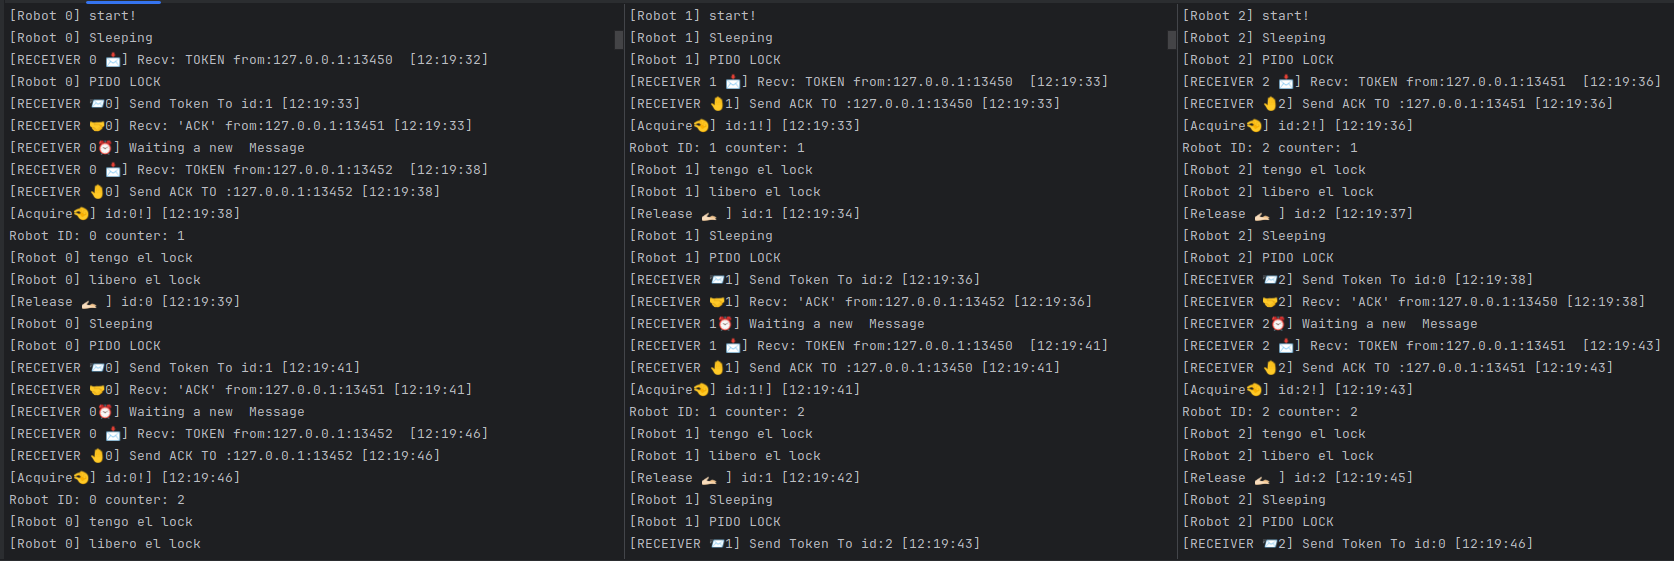 [Robot 0] start!
[Robot 0] Sleeping
[RECEIVER 0 📩] Recv: TOKEN from:127.0.0.1:13450  [12:19:32]
[Robot 0] PIDO LOCK
[RECEIVER 📨0] Send Token To id:1 [12:19:33]
[RECEIVER 🤝0] Recv: 'ACK' from:127.0.0.1:13451 [12:19:33]
[RECEIVER 0⏰] Waiting a new  Message
[RECEIVER 0 📩] Recv: TOKEN from:127.0.0.1:13452  [12:19:38]
[RECEIVER 🤚0] Send ACK TO :127.0.0.1:13452 [12:19:38]
[Acquire🤏] id:0!] [12:19:38]
Robot ID: 0 counter: 1
[Robot 0] tengo el lock
[Robot 0] libero el lock
[Release 🫴🏻 ] id:0 [12:19:39]
[Robot 0] Sleeping
[Robot 0] PIDO LOCK
[RECEIVER 📨0] Send Token To id:1 [12:19:41]
[RECEIVER 🤝0] Recv: 'ACK' from:127.0.0.1:13451 [12:19:41]
[RECEIVER 0⏰] Waiting a new  Message
[RECEIVER 0 📩] Recv: TOKEN from:127.0.0.1:13452  [12:19:46]
[RECEIVER 🤚0] Send ACK TO :127.0.0.1:13452 [12:19:46]
[Acquire🤏] id:0!] [12:19:46]
Robot ID: 0 counter: 2
[Robot 0] tengo el lock
[Robot 0] libero el lock
[Robot 1] start!
[Robot 1] Sleeping
[Robot 1] PIDO LOCK
[RECEIVER 1 📩] Recv: TOKEN from:127.0.0.1:13450  [12:19:33]
[RECEIVER 🤚1] Send ACK TO :127.0.0.1:13450 [12:19:33]
[Acquire🤏] id:1!] [12:19:33]
Robot ID: 1 counter: 1
[Robot 1] tengo el lock
[Robot 1] libero el lock
[Release 🫴🏻 ] id:1 [12:19:34]
[Robot 1] Sleeping
[Robot 1] PIDO LOCK
[RECEIVER 📨1] Send Token To id:2 [12:19:36]
[RECEIVER 🤝1] Recv: 'ACK' from:127.0.0.1:13452 [12:19:36]
[RECEIVER 1⏰] Waiting a new  Message
[RECEIVER 1 📩] Recv: TOKEN from:127.0.0.1:13450  [12:19:41]
[RECEIVER 🤚1] Send ACK TO :127.0.0.1:13450 [12:19:41]
[Acquire🤏] id:1!] [12:19:41]
Robot ID: 1 counter: 2
[Robot 1] tengo el lock
[Robot 1] libero el lock
[Release 🫴🏻 ] id:1 [12:19:42]
[Robot 1] Sleeping
[Robot 1] PIDO LOCK
[RECEIVER 📨1] Send Token To id:2 [12:19:43]
[Robot 2] start!
[Robot 2] Sleeping
[Robot 2] PIDO LOCK
[RECEIVER 2 📩] Recv: TOKEN from:127.0.0.1:13451  [12:19:36]
[RECEIVER 🤚2] Send ACK TO :127.0.0.1:13451 [12:19:36]
[Acquire🤏] id:2!] [12:19:36]
Robot ID: 2 counter: 1
[Robot 2] tengo el lock
[Robot 2] libero el lock
[Release 🫴🏻 ] id:2 [12:19:37]
[Robot 2] Sleeping
[Robot 2] PIDO LOCK
[RECEIVER 📨2] Send Token To id:0 [12:19:38]
[RECEIVER 🤝2] Recv: 'ACK' from:127.0.0.1:13450 [12:19:38]
[RECEIVER 2⏰] Waiting a new  Message
[RECEIVER 2 📩] Recv: TOKEN from:127.0.0.1:13451  [12:19:43]
[RECEIVER 🤚2] Send ACK TO :127.0.0.1:13451 [12:19:43]
[Acquire🤏] id:2!] [12:19:43]
Robot ID: 2 counter: 2
[Robot 2] tengo el lock
[Robot 2] libero el lock
[Release 🫴🏻 ] id:2 [12:19:45]
[Robot 2] Sleeping
[Robot 2] PIDO LOCK
[RECEIVER 📨2] Send Token To id:0 [12:19:46]